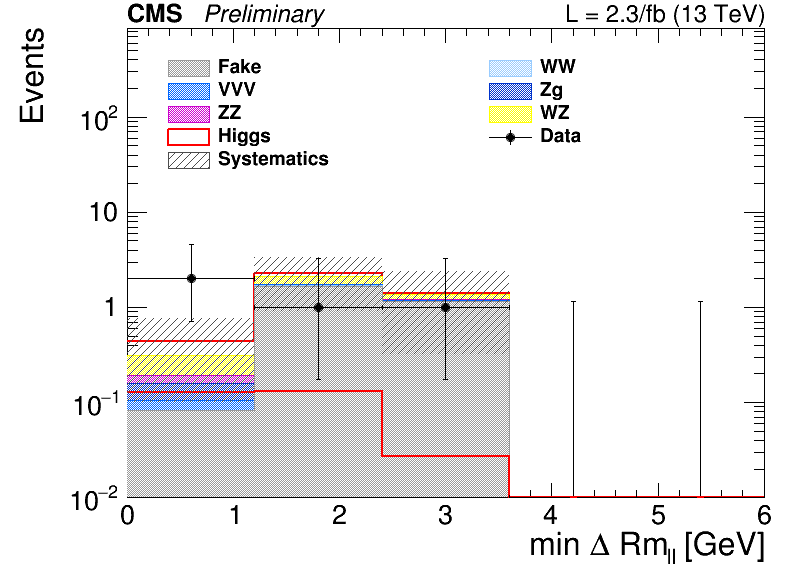 CMS Preliminary L = 2.3/fb (13 TeV)
Events
Fake WW
VVV Zg
ZZ WZ
Higgs Data
Systematics
10²
10
1
10⁻¹
10⁻²
0 1 2 3 4 5 6
min Δ Rm_ll [GeV]